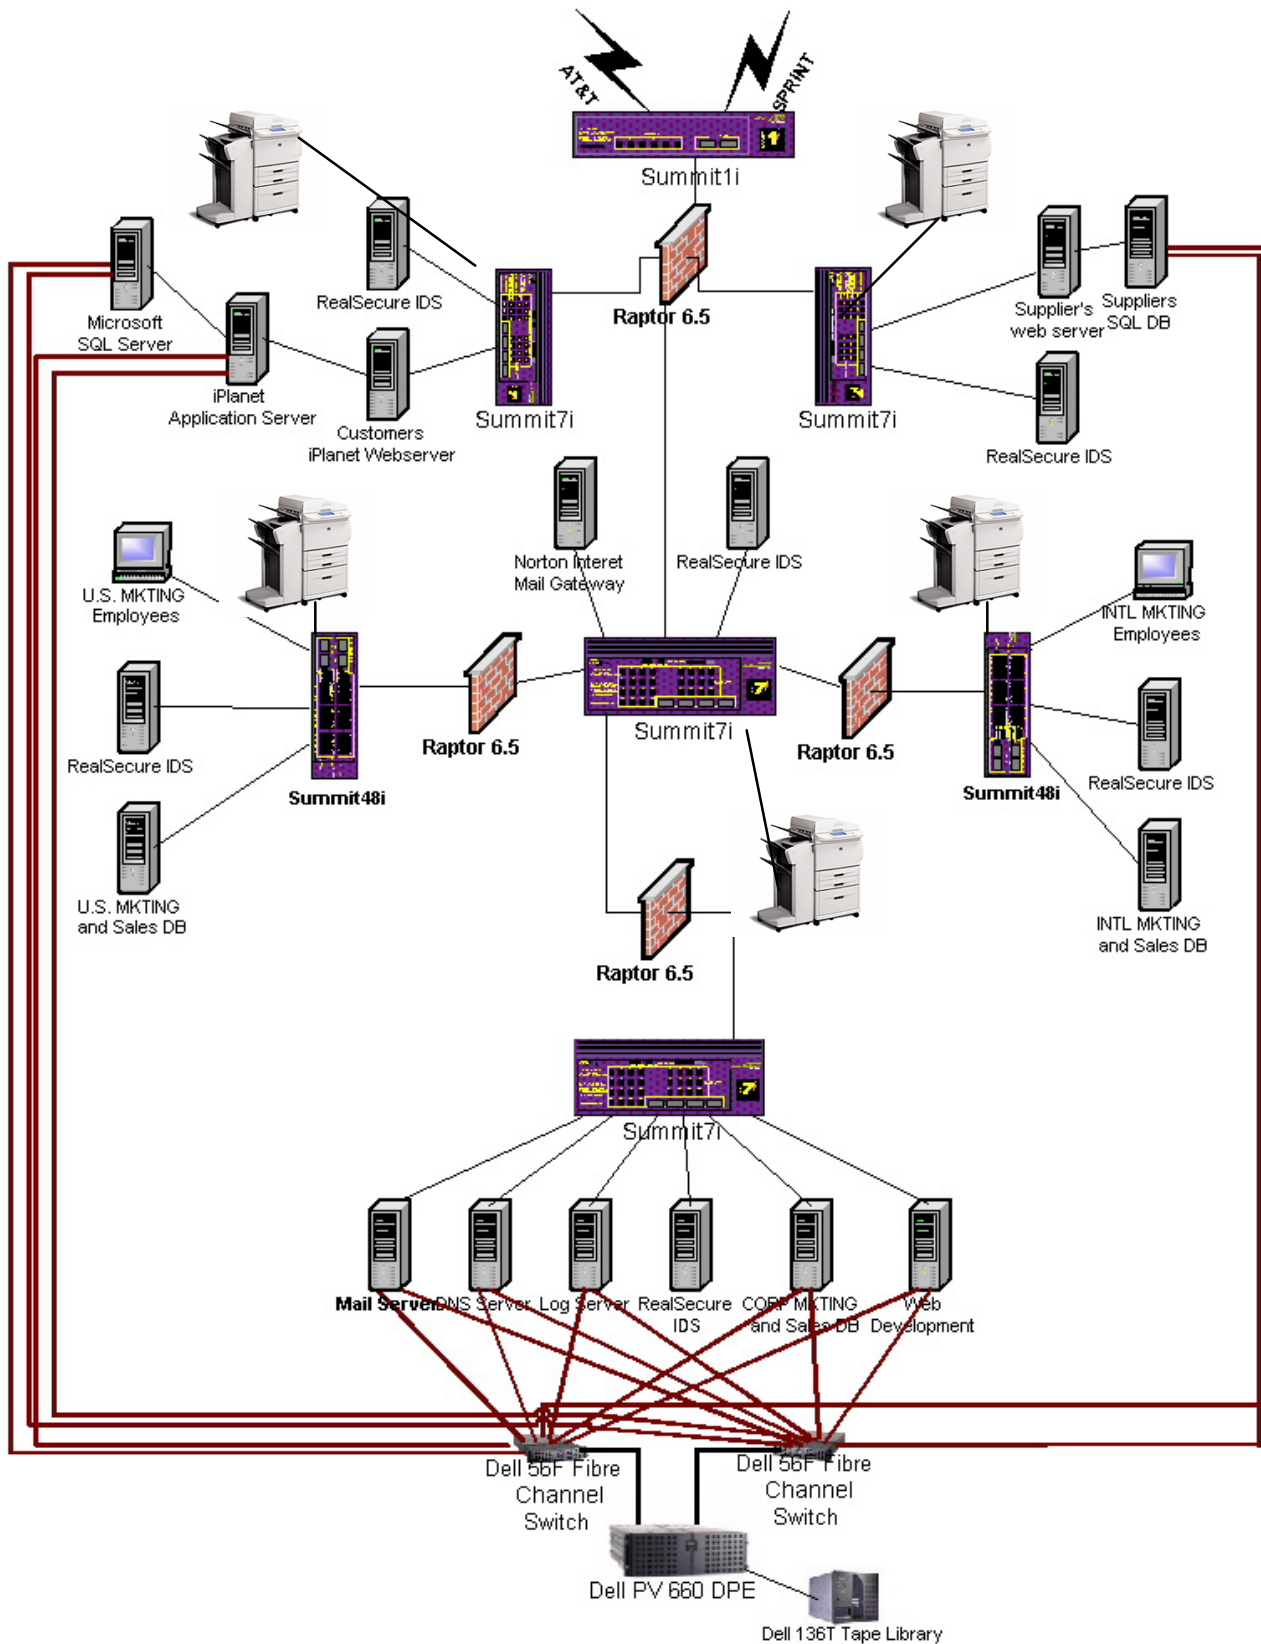 AT&T
SPRINT
Summit1i
RealSecure IDS
Raptor 6.5
Microsoft
SQL Server
Supplier's
web server
Suppliers
SQL DB
iPlanet
Application Server
Customers
iPlanet Webserver
Summit7i
Summit7i
RealSecure IDS
Norton Interet
Mail Gateway
RealSecure IDS
U.S. MKTING
Employees
INTL MKTING
Employees
Summit7i
Raptor 6.5
Raptor 6.5
RealSecure IDS
Summit48i
Summit48i
RealSecure IDS
U.S. MKTING
and Sales DB
INTL MKTING
and Sales DB
Raptor 6.5
Summit7i
Mail Server
DNS Server
Log Server
RealSecure
IDS
CORP MKTING
and Sales DB
Web
Development
Dell 56F Fibre
Channel
Switch
Dell 56F Fibre
Channel
Switch
Dell PV 660 DPE
Dell 136T Tape Library